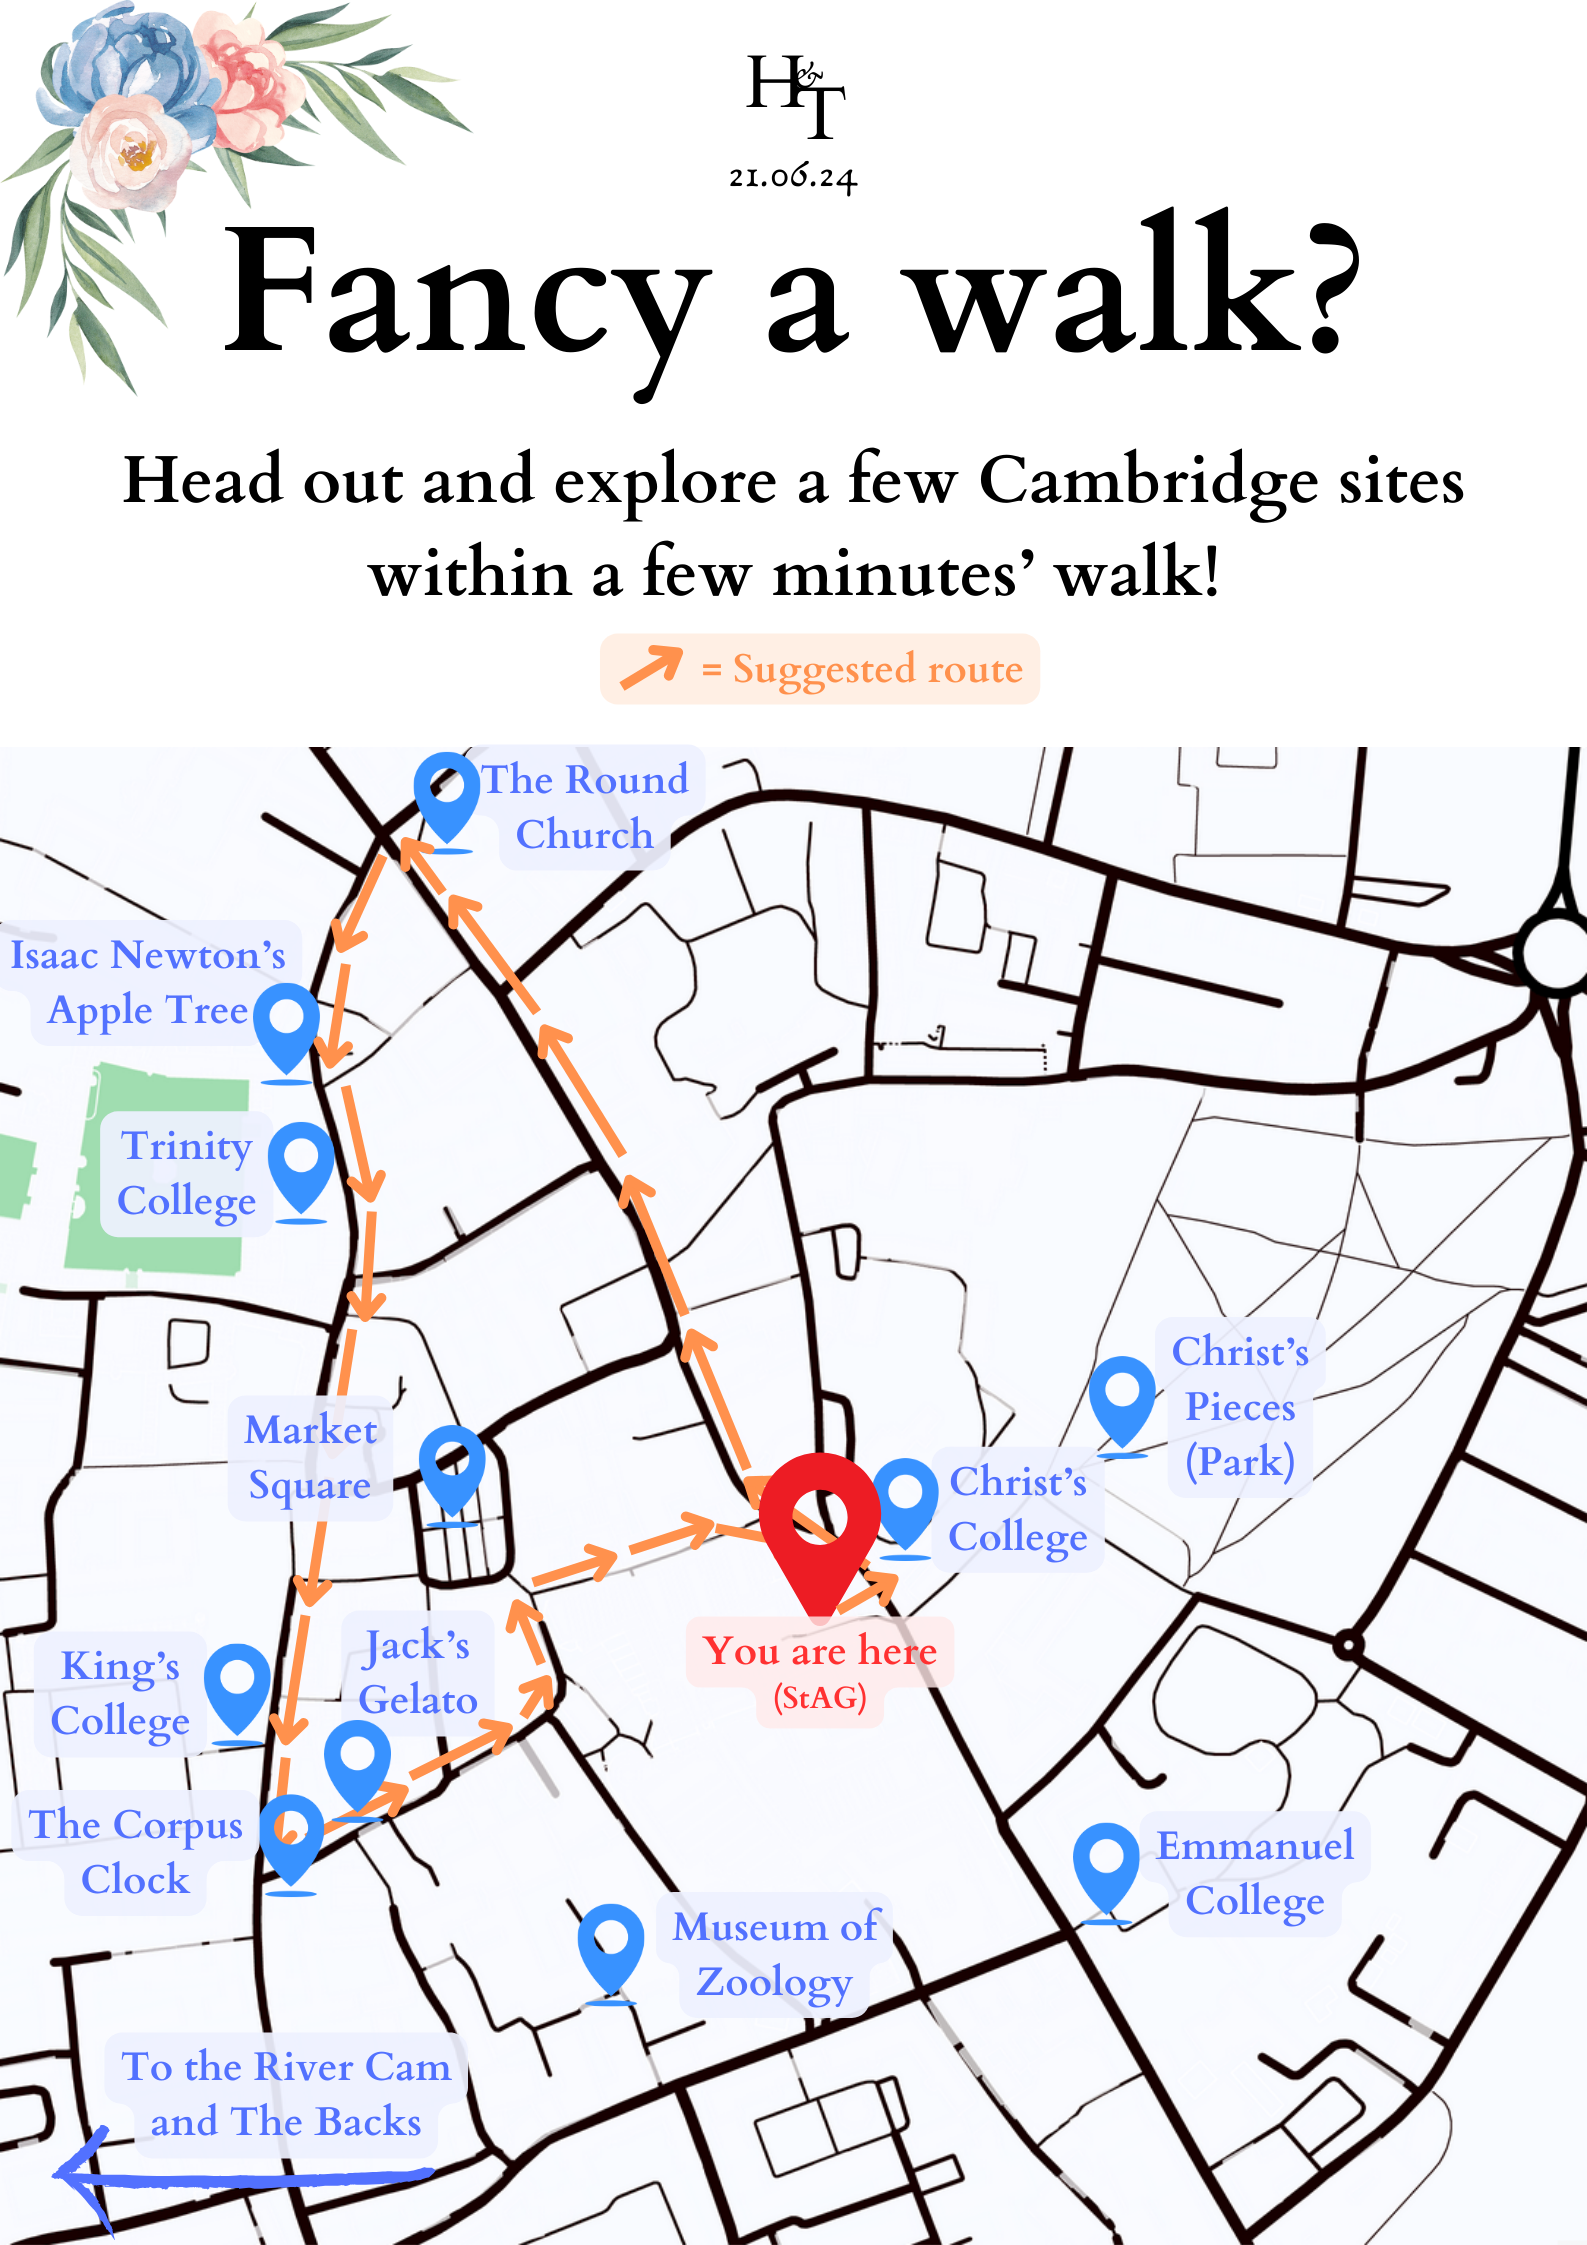 H&T
21.06.24
Fancy a walk?
Head out and explore a few Cambridge sites
within a few minutes’ walk!
= Suggested route
The Round
Church
Isaac Newton’s
Apple Tree
Trinity
College
Christ’s
Pieces
(Park)
Market
Square
Christ’s
College
King’s
College
Jack’s
Gelato
You are here
(StAG)
The Corpus
Clock
Emmanuel
College
Museum of
Zoology
To the River Cam
and The Backs